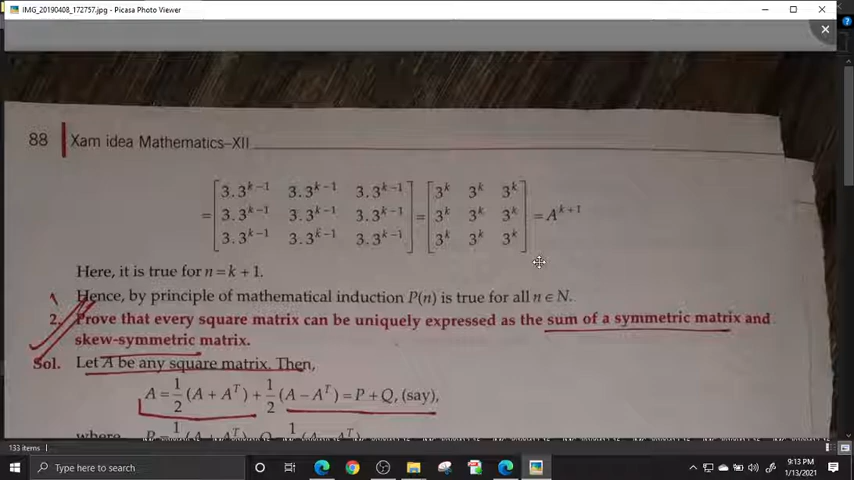 IMG_20190408_172757.jpg - Picasa Photo Viewer
88 Xam idea Mathematics–XII
= [3.3^{k−1} 3.3^{k−1} 3.3^{k−1}; 3.3^{k−1} 3.3^{k−1} 3.3^{k−1}; 3.3^{k−1} 3.3^{k−1} 3.3^{k−1}] = [3^k 3^k 3^k; 3^k 3^k 3^k; 3^k 3^k 3^k] = A^{k+1}
Here, it is true for n = k + 1.
Hence, by principle of mathematical induction P(n) is true for all n ∈ N.
2. Prove that every square matrix can be uniquely expressed as the sum of a symmetric matrix and
skew-symmetric matrix.
Sol. Let A be any square matrix. Then,
A = 1/2 (A + A^T) + 1/2 (A − A^T) = P + Q, (say),
where
133 items
Type here to search
9:13 PM
1/13/2021